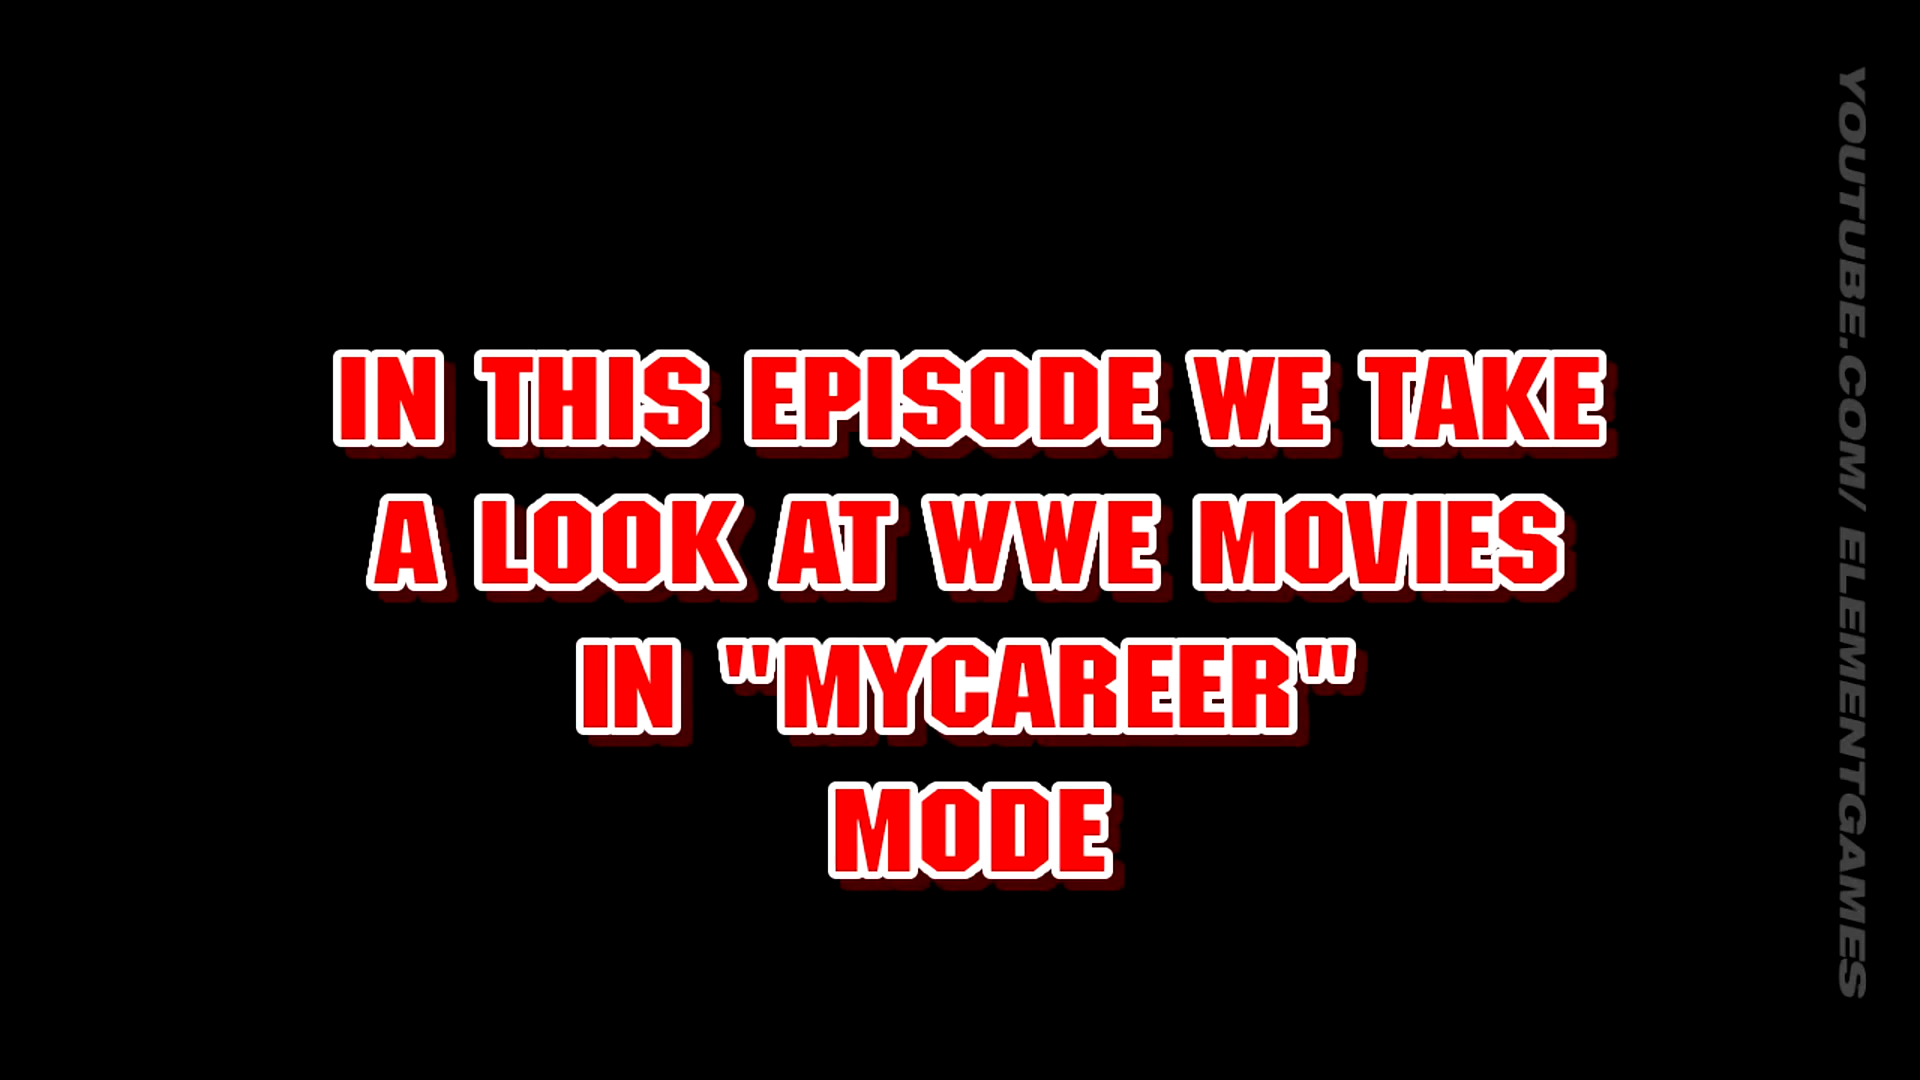 IN THIS EPISODE WE TAKE
A LOOK AT WWE MOVIES
IN "MYCAREER"
MODE
YOUTUBE.COM/ ELEMENTGAMES